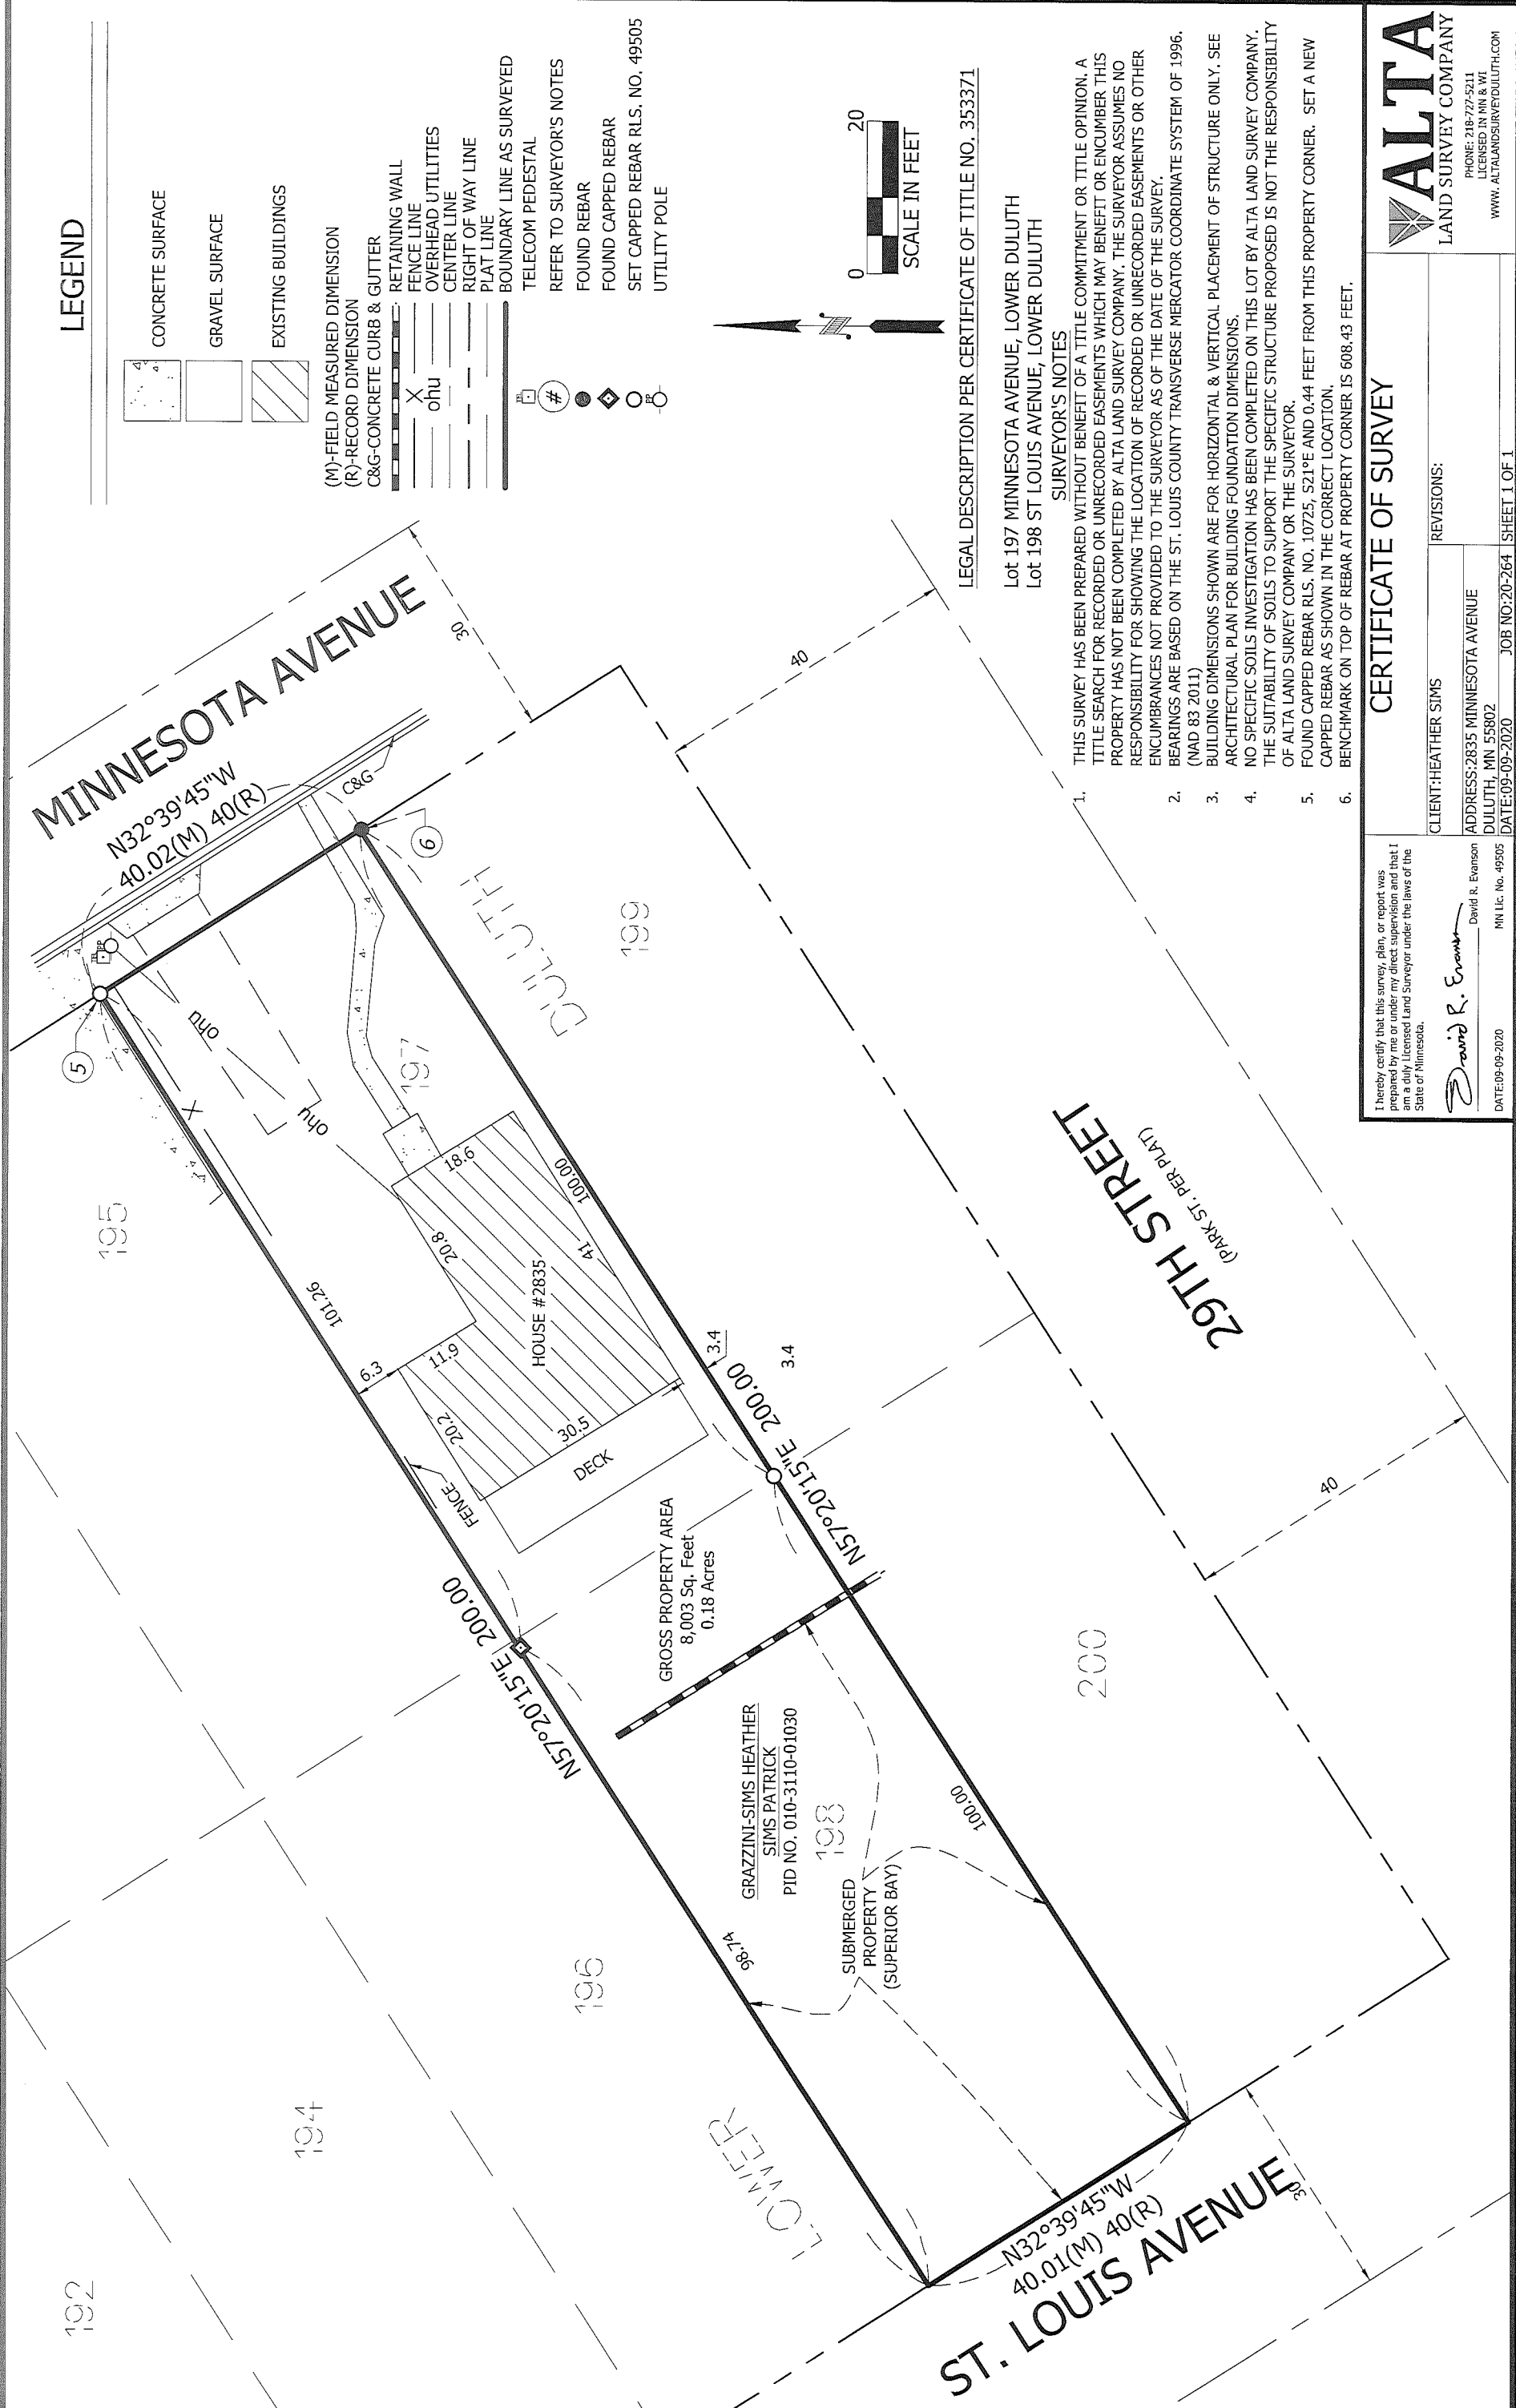 LEGEND
CONCRETE SURFACE
GRAVEL SURFACE
EXISTING BUILDINGS
(M)-FIELD MEASURED DIMENSION
(R)-RECORD DIMENSION
C&G-CONCRETE CURB & GUTTER
RETAINING WALL
X FENCE LINE
ohu OVERHEAD UTILITIES
CENTER LINE
RIGHT OF WAY LINE
PLAT LINE
BOUNDARY LINE AS SURVEYED
TELECOM PEDESTAL
# REFER TO SURVEYOR'S NOTES
FOUND REBAR
FOUND CAPPED REBAR
SET CAPPED REBAR RLS. NO. 49505
PP UTILITY POLE
0 20
SCALE IN FEET
LEGAL DESCRIPTION PER CERTIFICATE OF TITLE NO. 353371
Lot 197 MINNESOTA AVENUE, LOWER DULUTH
Lot 198 ST LOUIS AVENUE, LOWER DULUTH
SURVEYOR'S NOTES
1. THIS SURVEY HAS BEEN PREPARED WITHOUT BENEFIT OF A TITLE COMMITMENT OR TITLE OPINION. A
TITLE SEARCH FOR RECORDED OR UNRECORDED EASEMENTS WHICH MAY BENEFIT OR ENCUMBER THIS
PROPERTY HAS NOT BEEN COMPLETED BY ALTA LAND SURVEY COMPANY. THE SURVEYOR ASSUMES NO
RESPONSIBILITY FOR SHOWING THE LOCATION OF RECORDED OR UNRECORDED EASEMENTS OR OTHER
ENCUMBRANCES NOT PROVIDED TO THE SURVEYOR AS OF THE DATE OF THE SURVEY.
2. BEARINGS ARE BASED ON THE ST. LOUIS COUNTY TRANSVERSE MERCATOR COORDINATE SYSTEM OF 1996.
(NAD 83 2011)
3. BUILDING DIMENSIONS SHOWN ARE FOR HORIZONTAL & VERTICAL PLACEMENT OF STRUCTURE ONLY. SEE
ARCHITECTURAL PLAN FOR BUILDING FOUNDATION DIMENSIONS.
4. NO SPECIFIC SOILS INVESTIGATION HAS BEEN COMPLETED ON THIS LOT BY ALTA LAND SURVEY COMPANY.
THE SUITABILITY OF SOILS TO SUPPORT THE SPECIFIC STRUCTURE PROPOSED IS NOT THE RESPONSIBILITY
OF ALTA LAND SURVEY COMPANY OR THE SURVEYOR.
5. FOUND CAPPED REBAR RLS. NO. 10725, S21°E AND 0.44 FEET FROM THIS PROPERTY CORNER. SET A NEW
CAPPED REBAR AS SHOWN IN THE CORRECT LOCATION.
6. BENCHMARK ON TOP OF REBAR AT PROPERTY CORNER IS 608.43 FEET.
MINNESOTA AVENUE
N32°39'45"W
40.02(M) 40(R)
C&G
30
5
6
PP
ohu
ohu
X
195
197
199
DULUTH
101.26
6.3
20.8
18.6
11.9
20.2
30.5
41
100.00
HOUSE #2835
DECK
FENCE
3.4
3.4
N57°20'15"E 200.00
N57°20'15"E 200.00
GROSS PROPERTY AREA
8,003 Sq. Feet
0.18 Acres
GRAZZINI-SIMS HEATHER
SIMS PATRICK
PID NO. 010-3110-01030
198
SUBMERGED
PROPERTY
(SUPERIOR BAY)
98.74
100.00
192
194
196
200
LOWER
N32°39'45"W
40.01(M) 40(R)
ST. LOUIS AVENUE
30
29TH STREET
(PARK ST. PER PLAT)
40
40
I hereby certify that this survey, plan, or report was
prepared by me or under my direct supervision and that I
am a duly Licensed Land Surveyor under the laws of the
State of Minnesota.
David R. Evanson
David R. Evanson
DATE:09-09-2020 MN Lic. No. 49505
CERTIFICATE OF SURVEY
CLIENT:HEATHER SIMS
REVISIONS:
ADDRESS:2835 MINNESOTA AVENUE
DULUTH, MN 55802
DATE:09-09-2020 JOB NO:20-264 SHEET 1 OF 1
ALTA
LAND SURVEY COMPANY
PHONE: 218-727-5211
LICENSED IN MN & WI
WWW. ALTALANDSURVEYDULUTH.COM